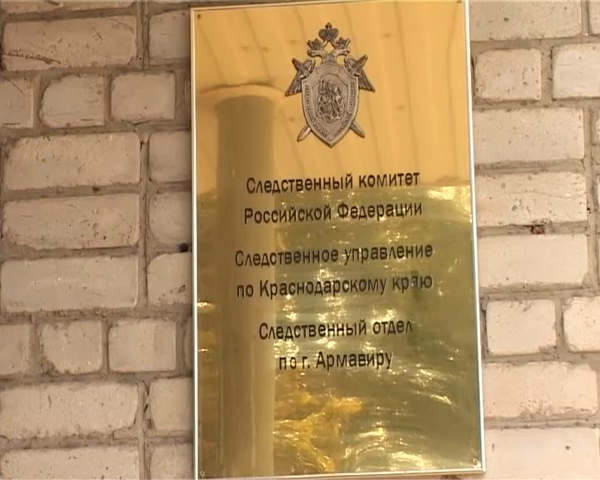 Следственный комитет
Российской Федерации
Следственное управление
по Краснодарскому краю
Следственный отдел
по г. Армавиру